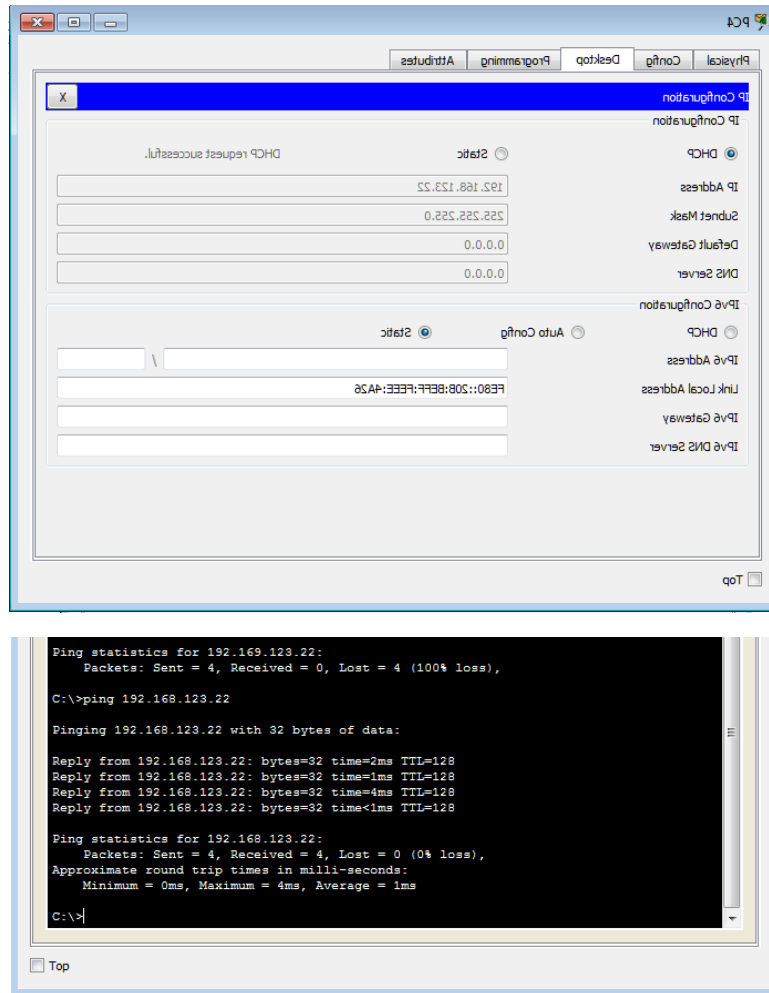 PC4
Physical Config Desktop Programming Attributes
IP Configuration X
IP Configuration
DHCP Static DHCP request successful.
IP Address 192.168.123.22
Subnet Mask 255.255.255.0
Default Gateway 0.0.0.0
DNS Server 0.0.0.0
IPv6 Configuration
DHCP Auto Config Static
IPv6 Address /
Link Local Address FE80::20B:BEFF:FEEE:4A26
IPv6 Gateway
IPv6 DNS Server
Top
Ping statistics for 192.169.123.22:
Packets: Sent = 4, Received = 0, Lost = 4 (100% loss),
C:\>ping 192.168.123.22
Pinging 192.168.123.22 with 32 bytes of data:
Reply from 192.168.123.22: bytes=32 time=2ms TTL=128
Reply from 192.168.123.22: bytes=32 time=1ms TTL=128
Reply from 192.168.123.22: bytes=32 time=4ms TTL=128
Reply from 192.168.123.22: bytes=32 time<1ms TTL=128
Ping statistics for 192.168.123.22:
Packets: Sent = 4, Received = 4, Lost = 0 (0% loss),
Approximate round trip times in milli-seconds:
Minimum = 0ms, Maximum = 4ms, Average = 1ms
C:\>
Top